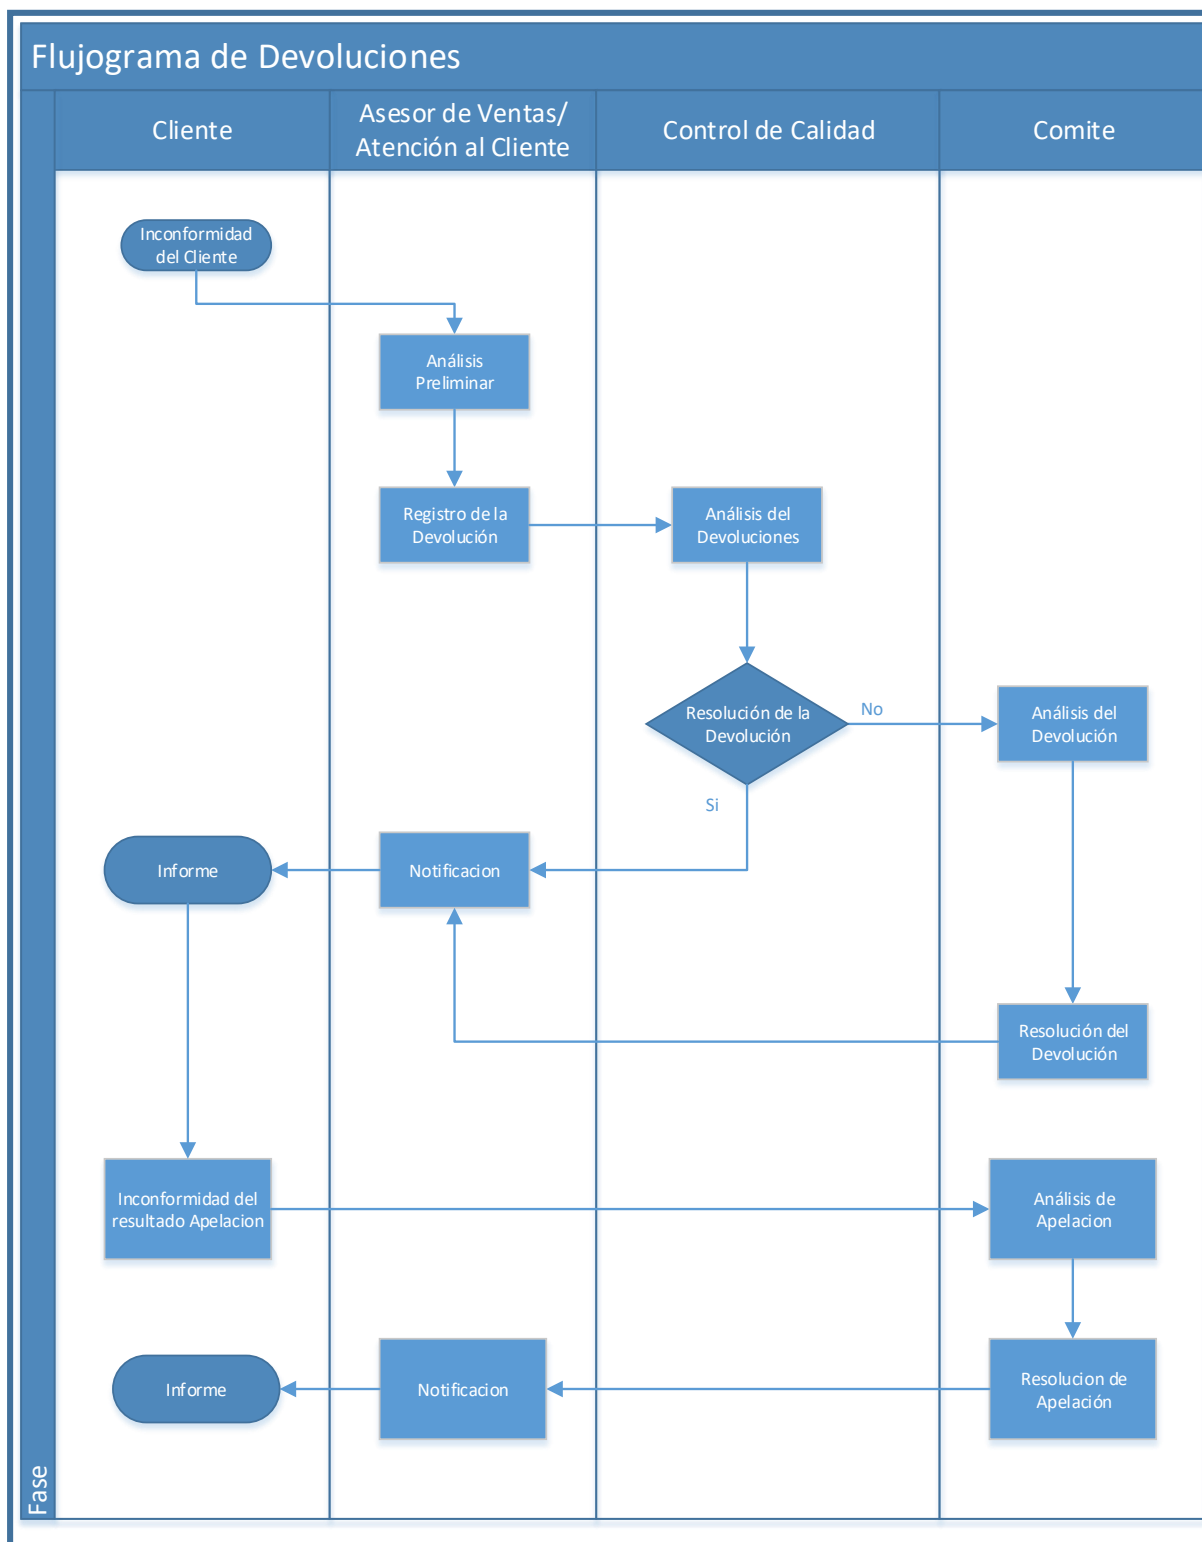 Flujograma de Devoluciones
Cliente
Asesor de Ventas/
Atención al Cliente
Control de Calidad
Comite
Inconformidad
del Cliente
Análisis
Preliminar
Registro de la
Devolución
Análisis del
Devoluciones
Resolución de la
Devolución
No
Análisis del
Devolución
Si
Informe
Notificacion
Resolución del
Devolución
Inconformidad del
resultado Apelacion
Análisis de
Apelacion
Informe
Notificacion
Resolucion de
Apelación
Fase